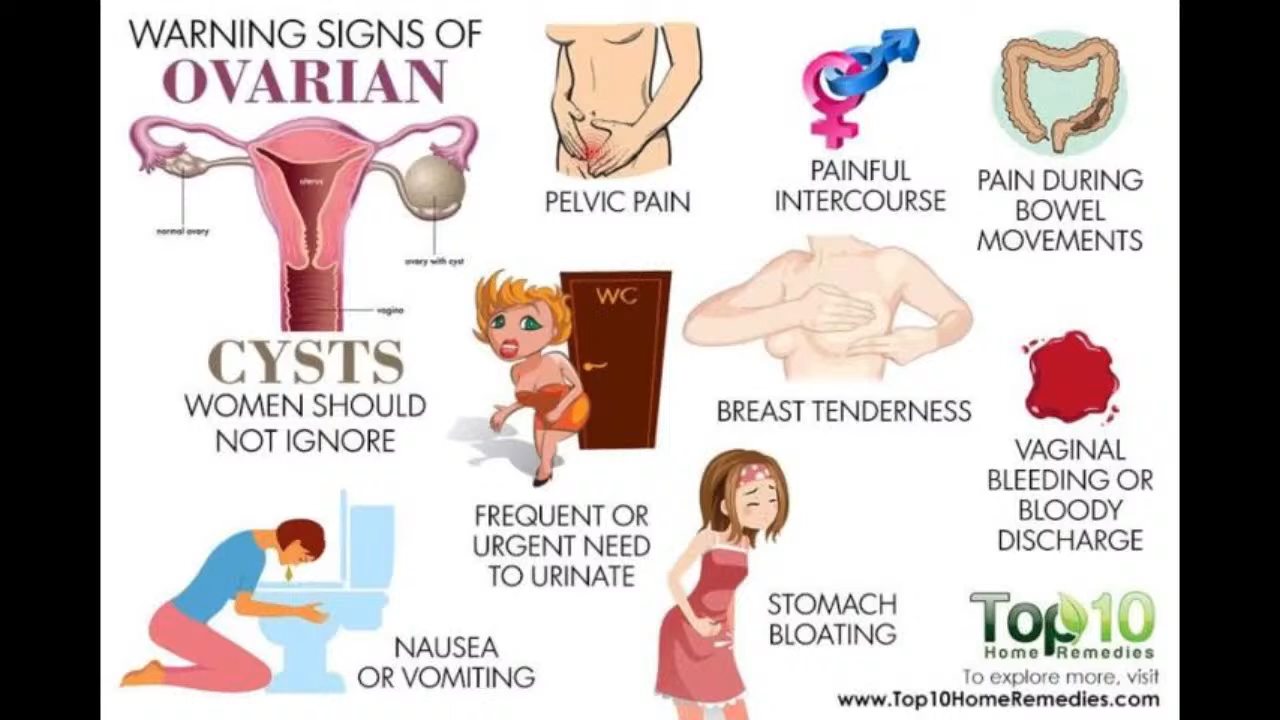 WARNING SIGNS OF
OVARIAN
uterus
normal ovary
ovary with cyst
vagina
CYSTS
WOMEN SHOULD
NOT IGNORE
PELVIC PAIN
PAINFUL
INTERCOURSE
PAIN DURING
BOWEL
MOVEMENTS
WC
FREQUENT OR
URGENT NEED
TO URINATE
BREAST TENDERNESS
VAGINAL
BLEEDING OR
BLOODY
DISCHARGE
NAUSEA
OR VOMITING
STOMACH
BLOATING
Top10
Home Remedies
To explore more, visit
www.Top10HomeRemedies.com